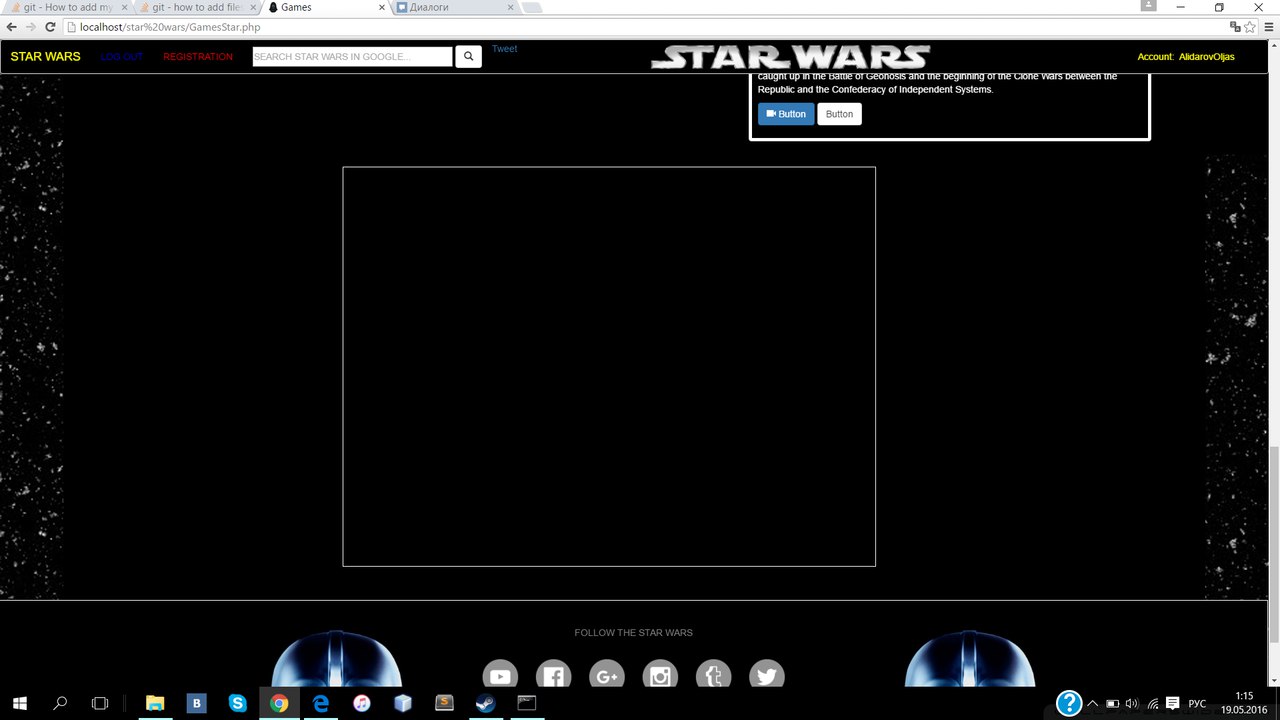 git - How to add my
git - how to add files
Games
Диалоги
localhost/star%20wars/GamesStar.php
STAR WARS
LOG OUT
REGISTRATION
SEARCH STAR WARS IN GOOGLE...
Tweet
STAR WARS
Account: AlidarovOljas
caught up in the Battle of Geonosis and the beginning of the Clone Wars between the
Republic and the Confederacy of Independent Systems.
Button
Button
FOLLOW THE STAR WARS
РУС
1:15
19.05.2016